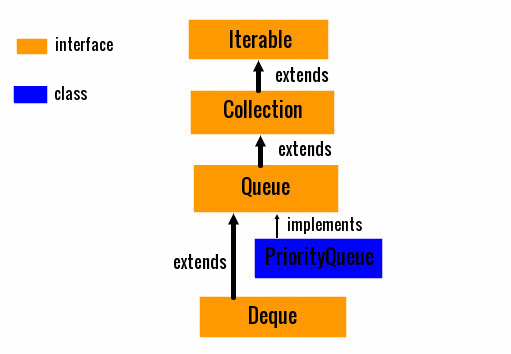 interface
class
Iterable
extends
Collection
extends
Queue
implements
PriorityQueue
extends
Deque